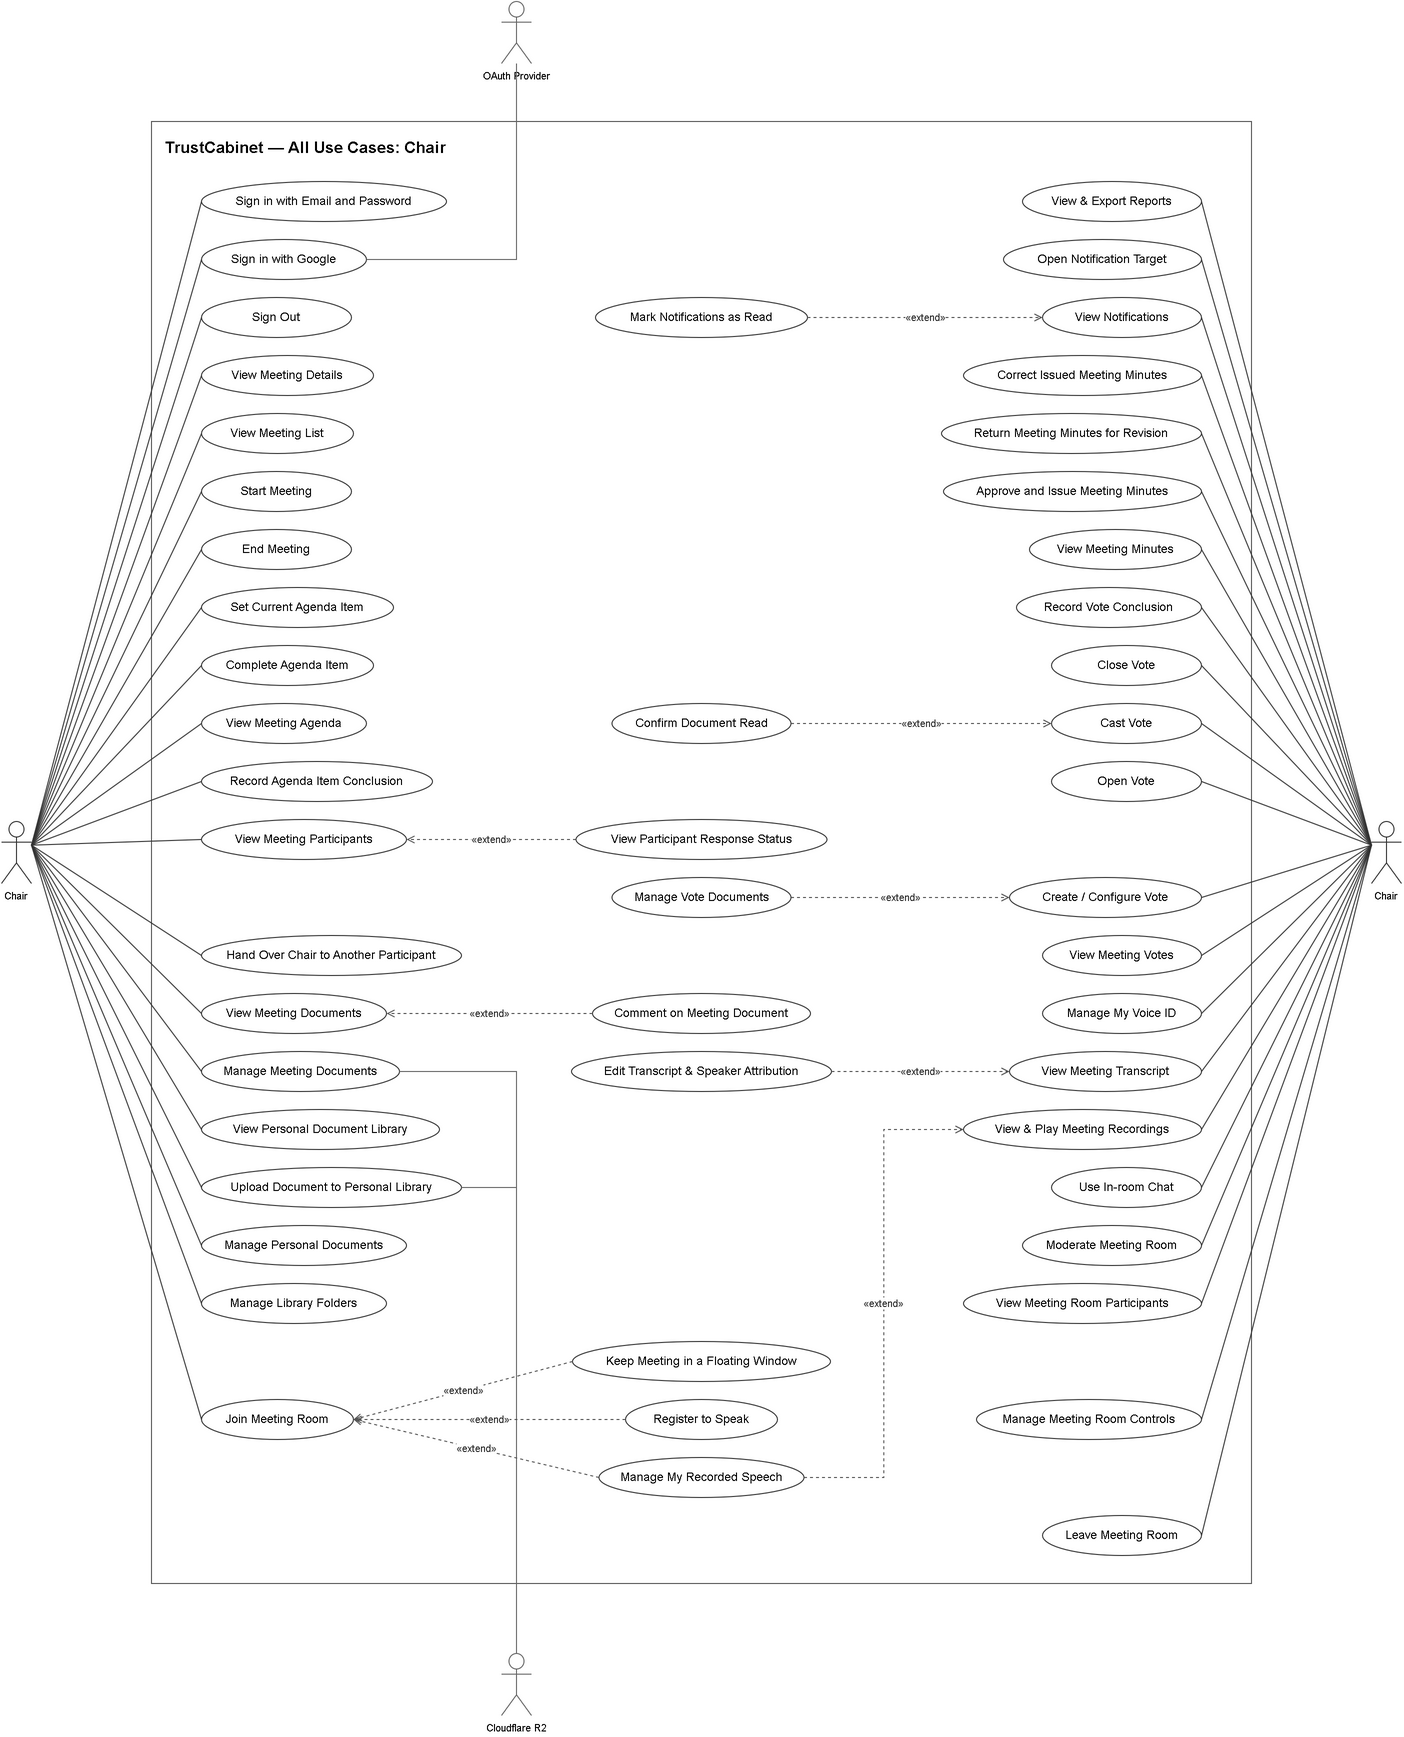 OAuth Provider
TrustCabinet — All Use Cases: Chair
Sign in with Email and Password
View & Export Reports
Sign in with Google
Open Notification Target
Sign Out
Mark Notifications as Read
«extend»
View Notifications
View Meeting Details
Correct Issued Meeting Minutes
View Meeting List
Return Meeting Minutes for Revision
Start Meeting
Approve and Issue Meeting Minutes
End Meeting
View Meeting Minutes
Set Current Agenda Item
Record Vote Conclusion
Complete Agenda Item
Close Vote
View Meeting Agenda
Confirm Document Read
«extend»
Cast Vote
Record Agenda Item Conclusion
Open Vote
View Meeting Participants
«extend»
View Participant Response Status
Chair
Manage Vote Documents
«extend»
Create / Configure Vote
Chair
Hand Over Chair to Another Participant
View Meeting Votes
View Meeting Documents
«extend»
Comment on Meeting Document
Manage My Voice ID
Manage Meeting Documents
Edit Transcript & Speaker Attribution
«extend»
View Meeting Transcript
View Personal Document Library
View & Play Meeting Recordings
Upload Document to Personal Library
Use In-room Chat
Manage Personal Documents
Moderate Meeting Room
Manage Library Folders
«extend»
View Meeting Room Participants
Keep Meeting in a Floating Window
«extend»
Join Meeting Room
«extend»
Register to Speak
Manage Meeting Room Controls
«extend»
Manage My Recorded Speech
Leave Meeting Room
Cloudflare R2